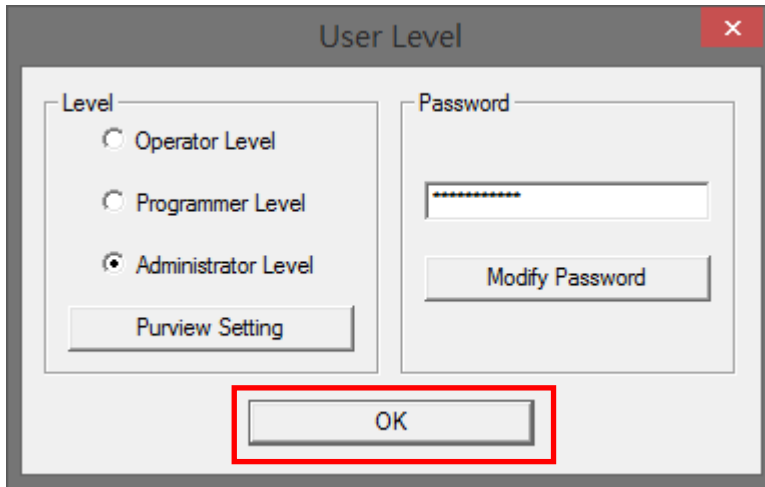 User Level
Level
Operator Level
Programmer Level
Administrator Level
Purview Setting
Password
***********
Modify Password
OK